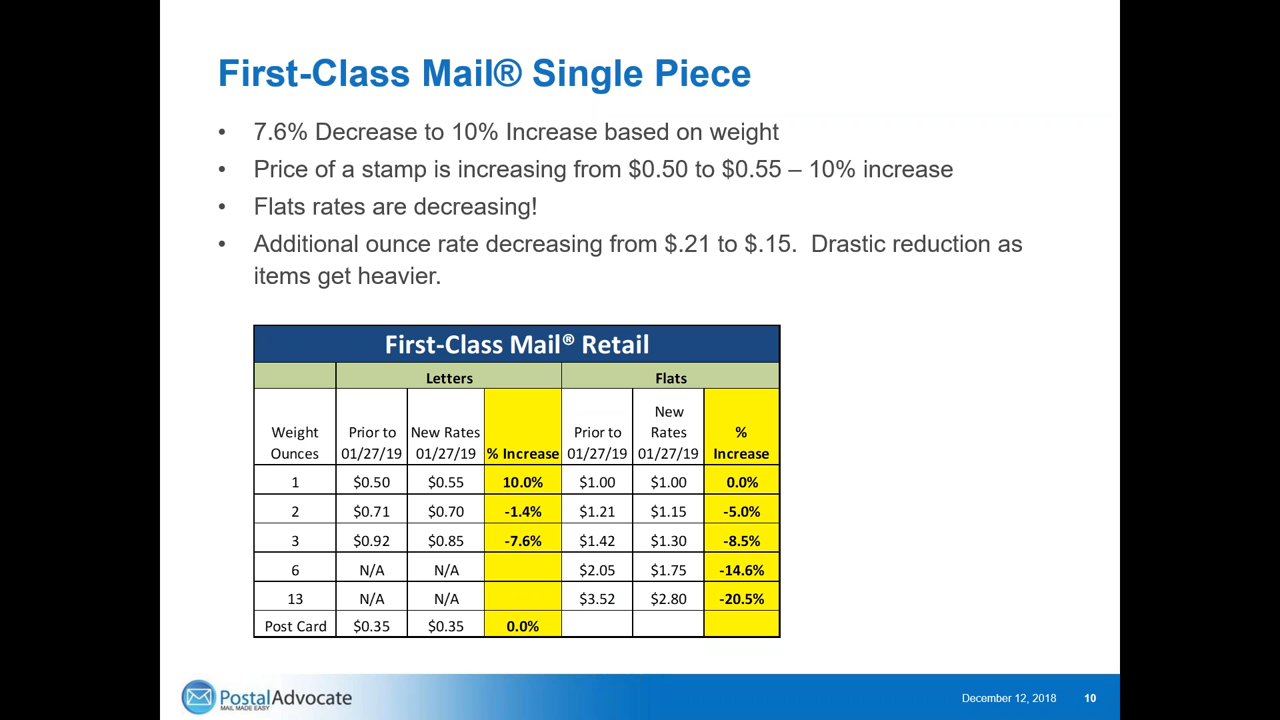 First-Class Mail® Single Piece
• 7.6% Decrease to 10% Increase based on weight
• Price of a stamp is increasing from $0.50 to $0.55 – 10% increase
• Flats rates are decreasing!
• Additional ounce rate decreasing from $.21 to $.15.  Drastic reduction as
items get heavier.
First-Class Mail® Retail
Letters Flats
Weight Ounces Prior to 01/27/19 New Rates 01/27/19 % Increase Prior to 01/27/19 New Rates 01/27/19 % Increase
1 $0.50 $0.55 10.0% $1.00 $1.00 0.0%
2 $0.71 $0.70 -1.4% $1.21 $1.15 -5.0%
3 $0.92 $0.85 -7.6% $1.42 $1.30 -8.5%
6 N/A N/A $2.05 $1.75 -14.6%
13 N/A N/A $3.52 $2.80 -20.5%
Post Card $0.35 $0.35 0.0%
PostalAdvocate
MAIL MADE EASY
December 12, 2018 10